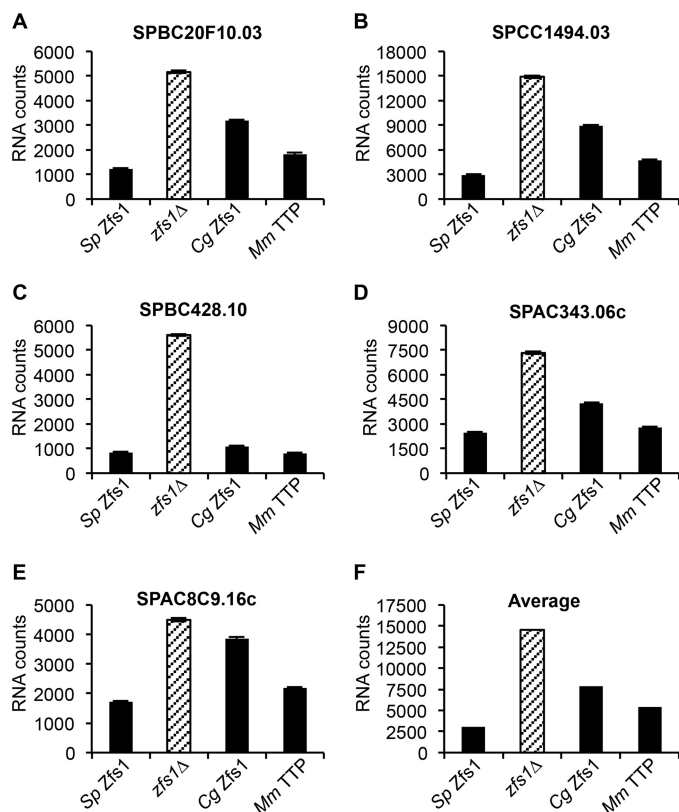 A
SPBC20F10.03
RNA counts
6000
5000
4000
3000
2000
1000
0
Sp Zfs1
zfs1Δ
Cg Zfs1
Mm TTP
B
SPCC1494.03
RNA counts
18000
15000
12000
9000
6000
3000
0
Sp Zfs1
zfs1Δ
Cg Zfs1
Mm TTP
C
SPBC428.10
RNA counts
6000
5000
4000
3000
2000
1000
0
Sp Zfs1
zfs1Δ
Cg Zfs1
Mm TTP
D
SPAC343.06c
RNA counts
9000
7500
6000
4500
3000
1500
0
Sp Zfs1
zfs1Δ
Cg Zfs1
Mm TTP
E
SPAC8C9.16c
RNA counts
5000
4000
3000
2000
1000
0
Sp Zfs1
zfs1Δ
Cg Zfs1
Mm TTP
F
Average
RNA counts
17500
15000
12500
10000
7500
5000
2500
0
Sp Zfs1
zfs1Δ
Cg Zfs1
Mm TTP